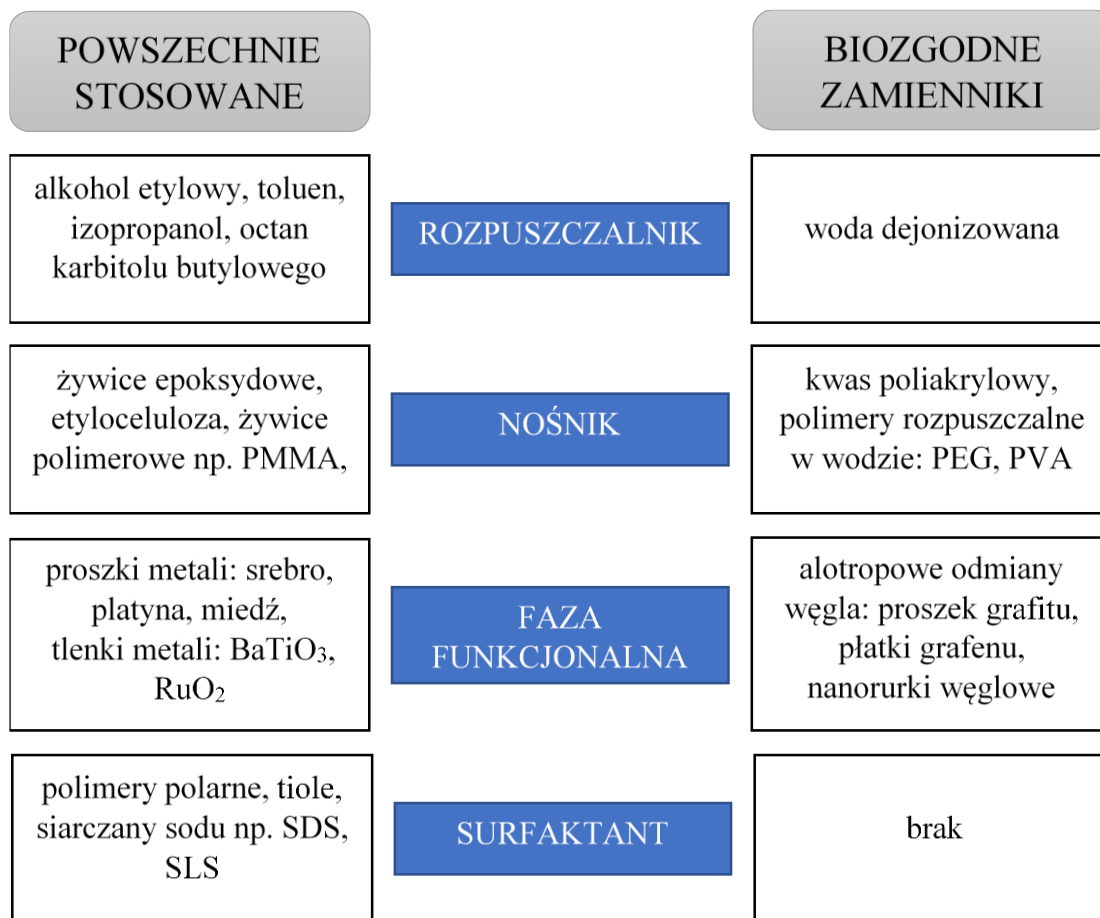 POWSZECHNIE
STOSOWANE
BIOZGODNE
ZAMIENNIKI
alkohol etylowy, toluen,
izopropanol, octan
karbitolu butylowego
ROZPUSZCZALNIK
woda dejonizowana
żywice epoksydowe,
etyloceluloza, żywice
polimerowe np. PMMA,
NOŚNIK
kwas poliakrylowy,
polimery rozpuszczalne
w wodzie: PEG, PVA
proszki metali: srebro,
platyna, miedź,
tlenki metali: BaTiO₃,
RuO₂
FAZA
FUNKCJONALNA
alotropowe odmiany
węgla: proszek grafitu,
płatki grafenu,
nanorurki węglowe
polimery polarne, tiole,
siarczany sodu np. SDS,
SLS
SURFAKTANT
brak